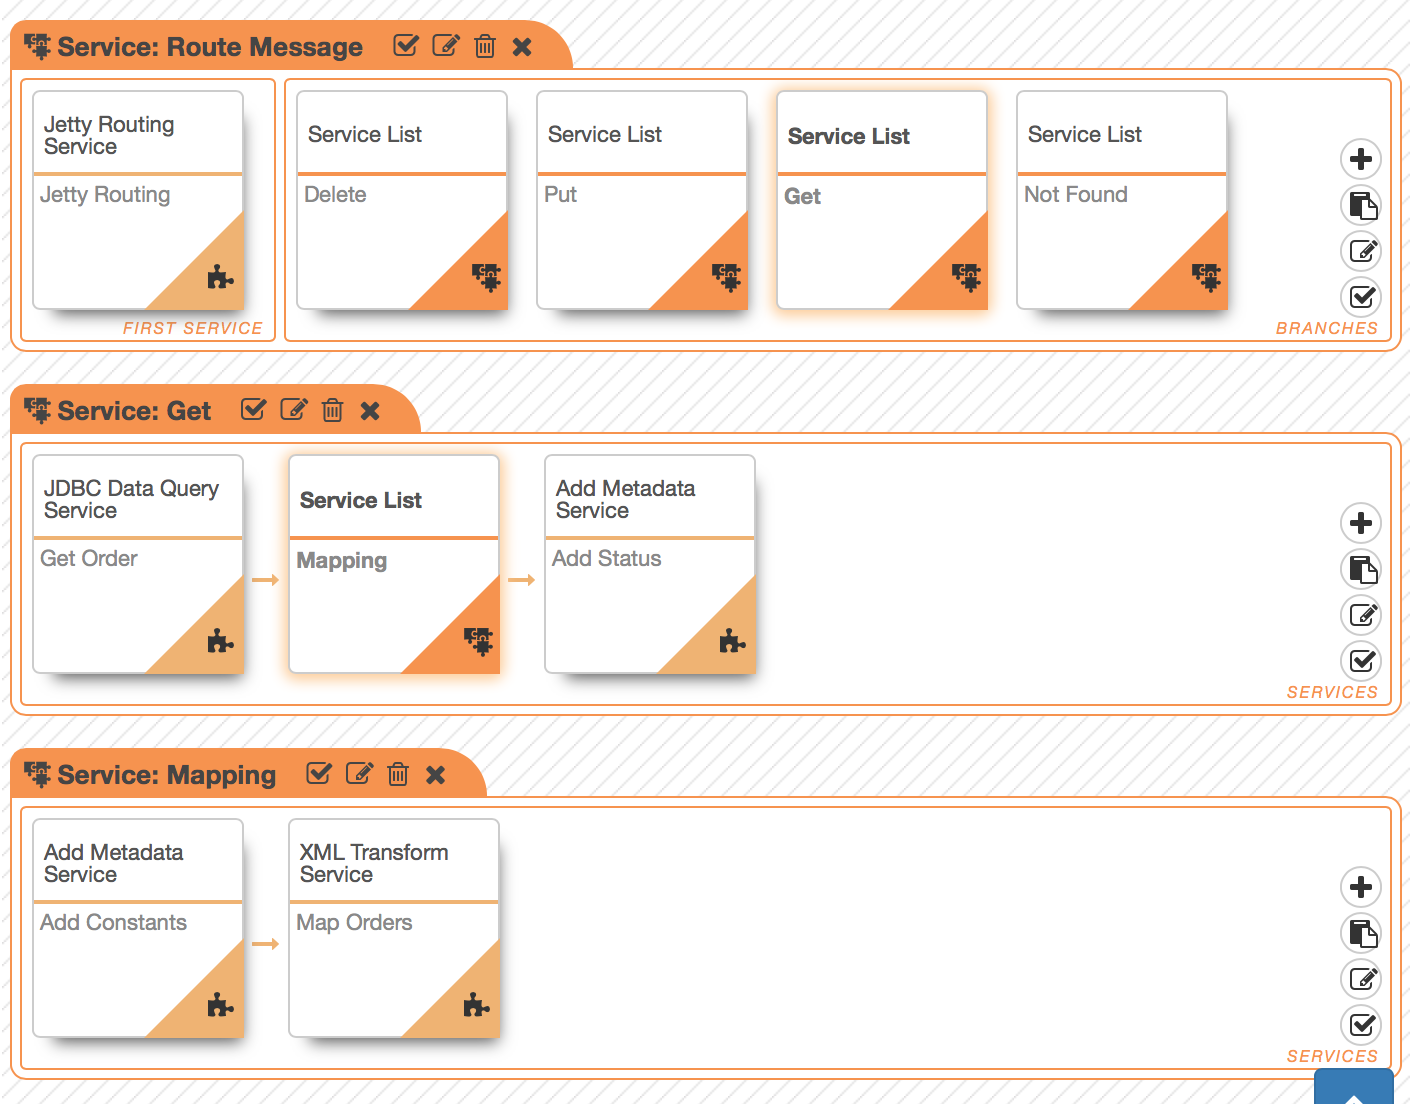 Service: Route Message
Jetty Routing
Service
Jetty Routing
FIRST SERVICE
Service List
Delete
Service List
Put
Service List
Get
Service List
Not Found
BRANCHES
Service: Get
JDBC Data Query
Service
Get Order
Service List
Mapping
Add Metadata
Service
Add Status
SERVICES
Service: Mapping
Add Metadata
Service
Add Constants
XML Transform
Service
Map Orders
SERVICES